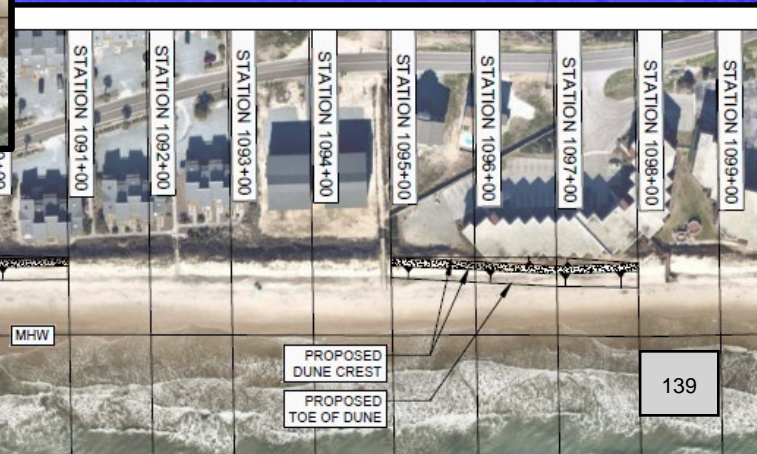 STATION 1091+00
STATION 1092+00
STATION 1093+00
STATION 1094+00
STATION 1095+00
STATION 1096+00
STATION 1097+00
STATION 1098+00
STATION 1099+00
MHW
PROPOSED
DUNE CREST
PROPOSED
TOE OF DUNE
139